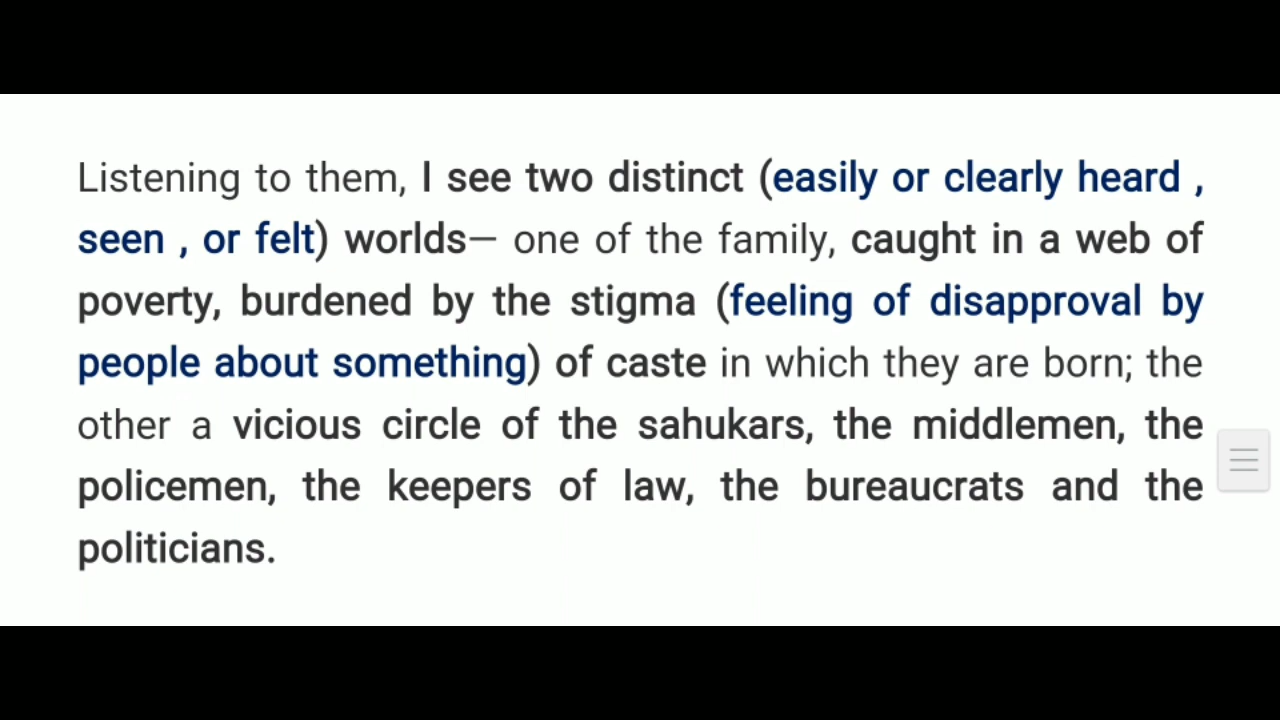 Listening to them, I see two distinct (easily or clearly heard ,
seen , or felt) worlds— one of the family, caught in a web of
poverty, burdened by the stigma (feeling of disapproval by
people about something) of caste in which they are born; the
other a vicious circle of the sahukars, the middlemen, the
policemen, the keepers of law, the bureaucrats and the
politicians.